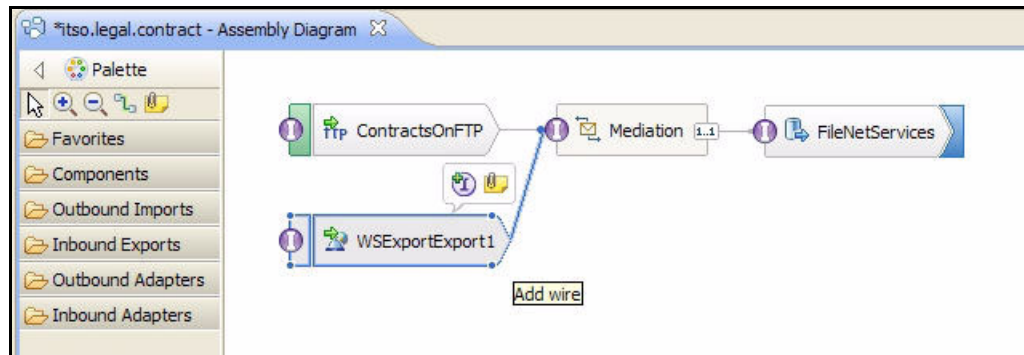 *itso.legal.contract - Assembly Diagram
Palette
Favorites
Components
Outbound Imports
Inbound Exports
Outbound Adapters
Inbound Adapters
FTP ContractsOnFTP
Mediation 1..1
FileNetServices
WSExportExport1
Add wire